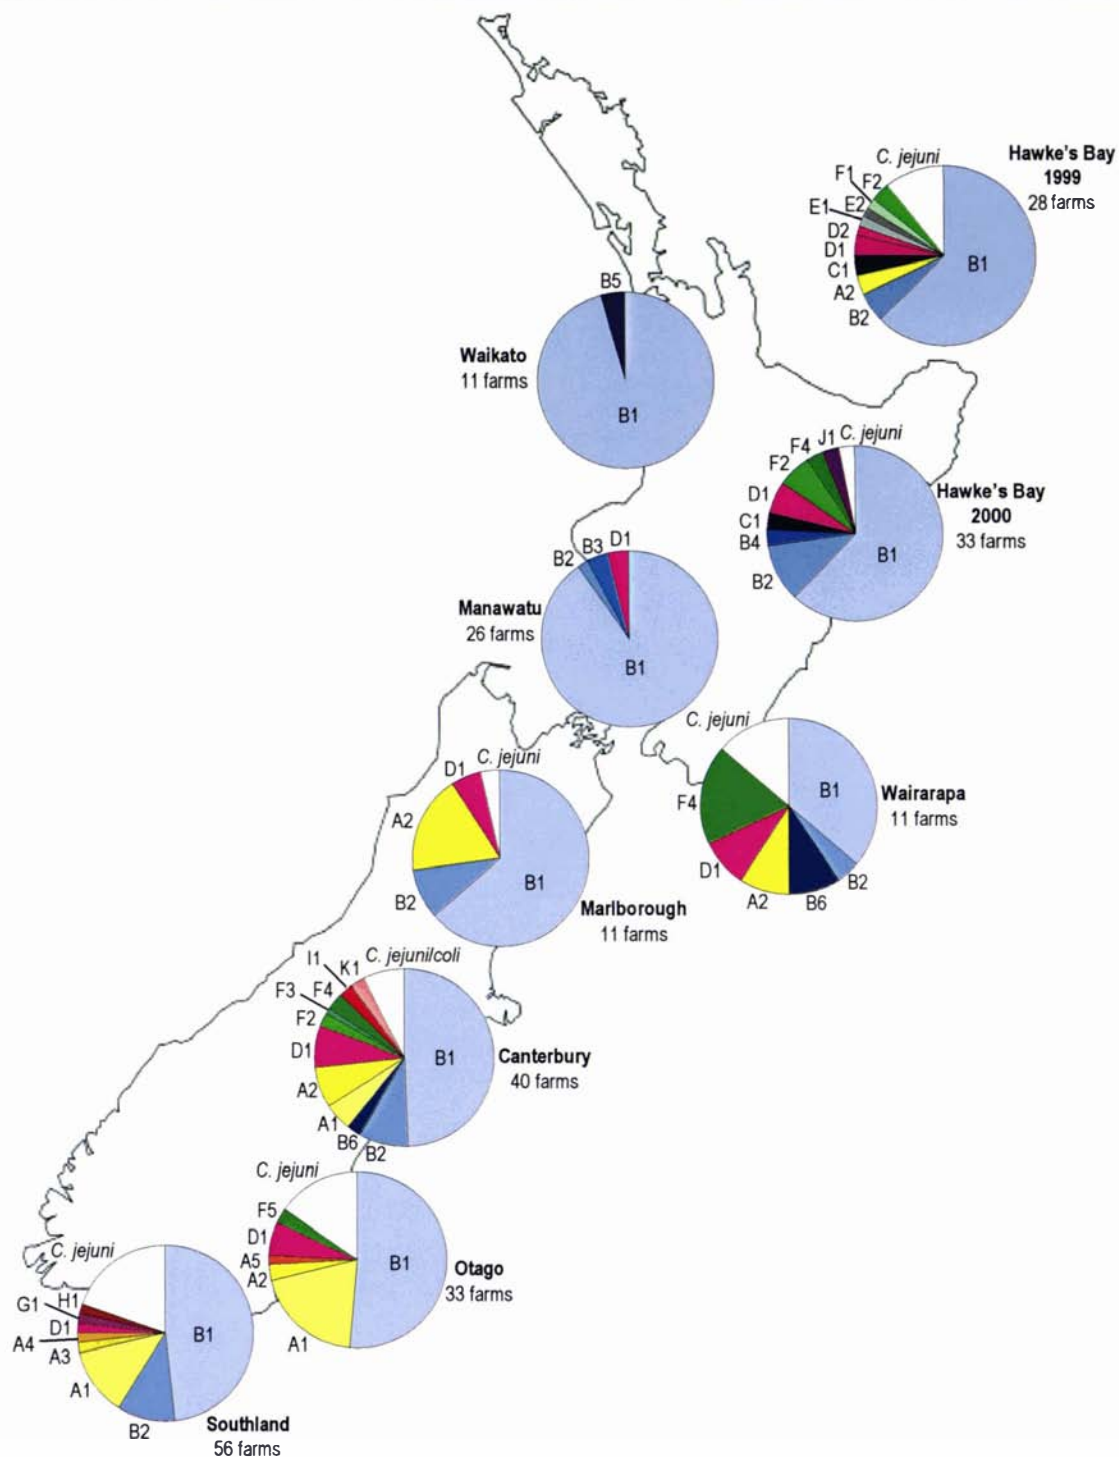 C. jejuni
Hawke's Bay
1999
28 farms
F1
F2
E2
E1
D2
D1
C1
A2
B2
B1
B5
Waikato
11 farms
B1
J1
C. jejuni
F4
F2
D1
C1
B4
B2
B1
Hawke's Bay
2000
33 farms
B2
B3
D1
Manawatu
26 farms
B1
C. jejuni
F4
D1
A2
B6
B2
B1
Wairarapa
11 farms
C. jejuni
D1
A2
B2
B1
Marlborough
11 farms
C. jejuni/coli
I1
K1
F3
F4
F2
D1
A2
A1
B6
B2
B1
Canterbury
40 farms
C. jejuni
F5
D1
A5
A2
A1
B1
Otago
33 farms
C. jejuni
H1
G1
D1
A4
A3
A1
B2
B1
Southland
56 farms